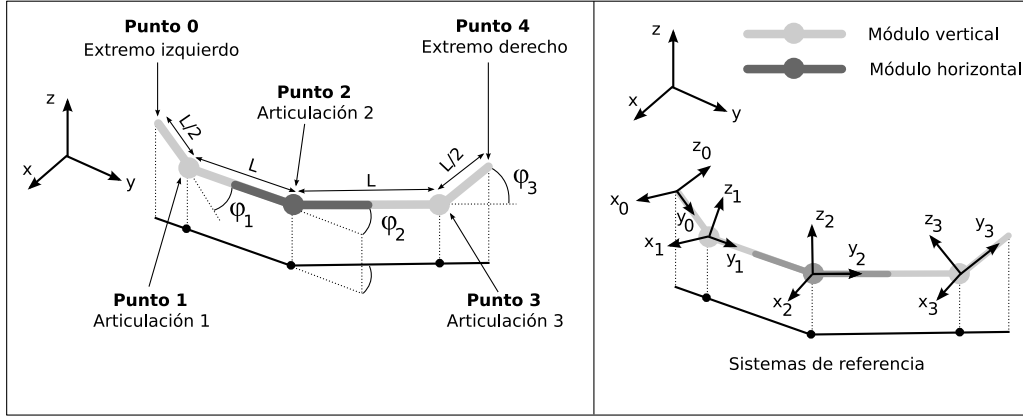 Punto 0
Extremo izquierdo
Punto 4
Extremo derecho
Punto 2
Articulación 2
z
x
y
L/2
L
L
L/2
φ1
φ2
φ3
Punto 1
Articulación 1
Punto 3
Articulación 3
z
x
y
Módulo vertical
Módulo horizontal
z0
x0
y0
z1
x1
y1
z2
y2
x2
z3
y3
x3
Sistemas de referencia